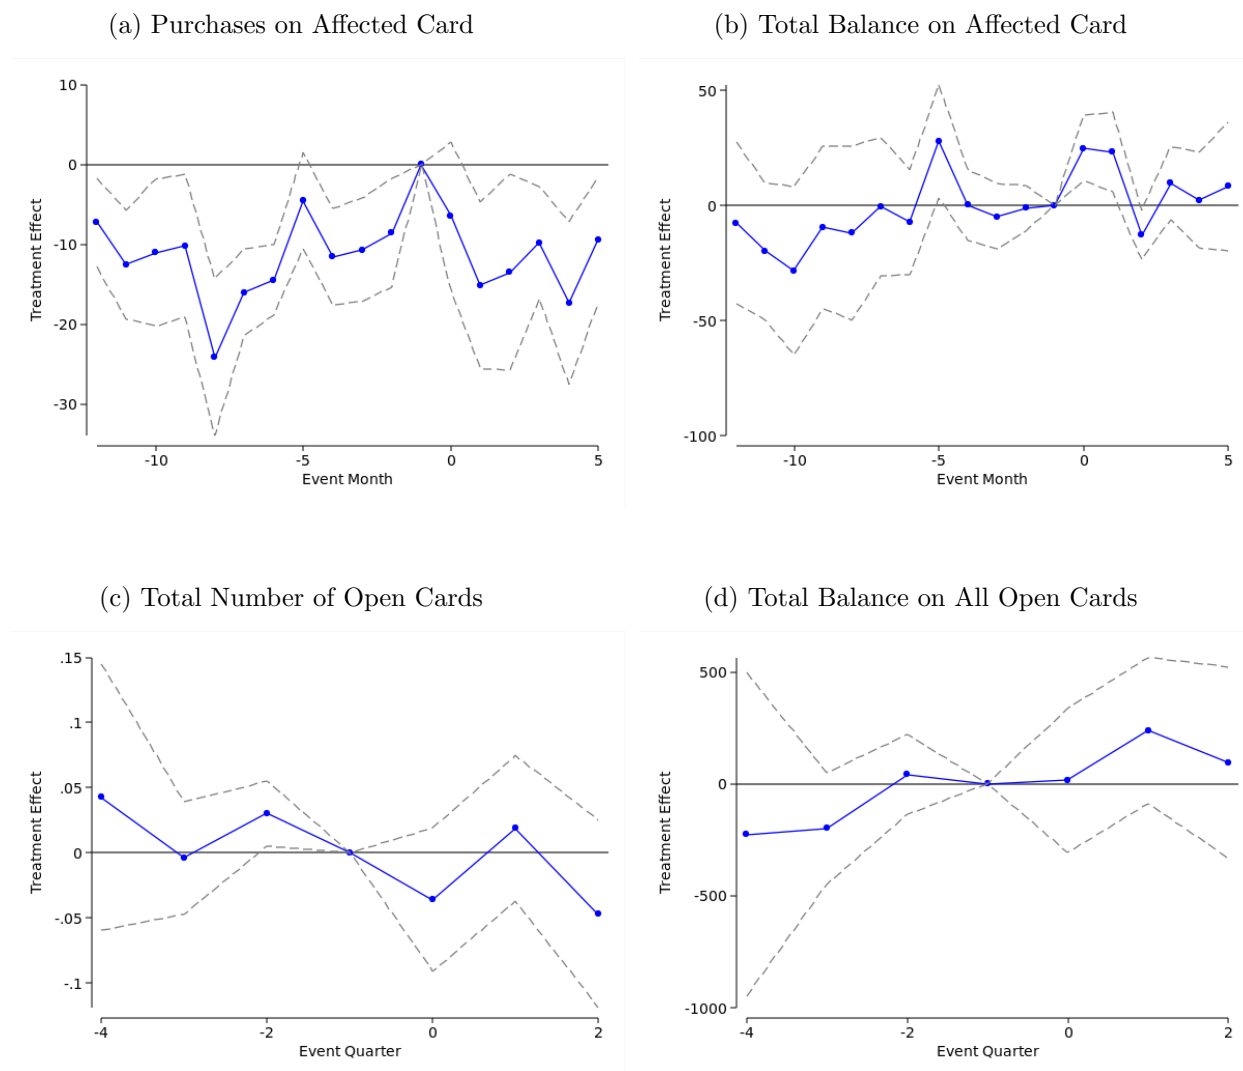 (a) Purchases on Affected Card
10
0
-10
-20
-30
Treatment Effect
-10
-5
0
5
Event Month
(b) Total Balance on Affected Card
50
0
-50
-100
Treatment Effect
-10
-5
0
5
Event Month
(c) Total Number of Open Cards
.15
.1
.05
0
-.05
-.1
Treatment Effect
-4
-2
0
2
Event Quarter
(d) Total Balance on All Open Cards
500
0
-500
-1000
Treatment Effect
-4
-2
0
2
Event Quarter